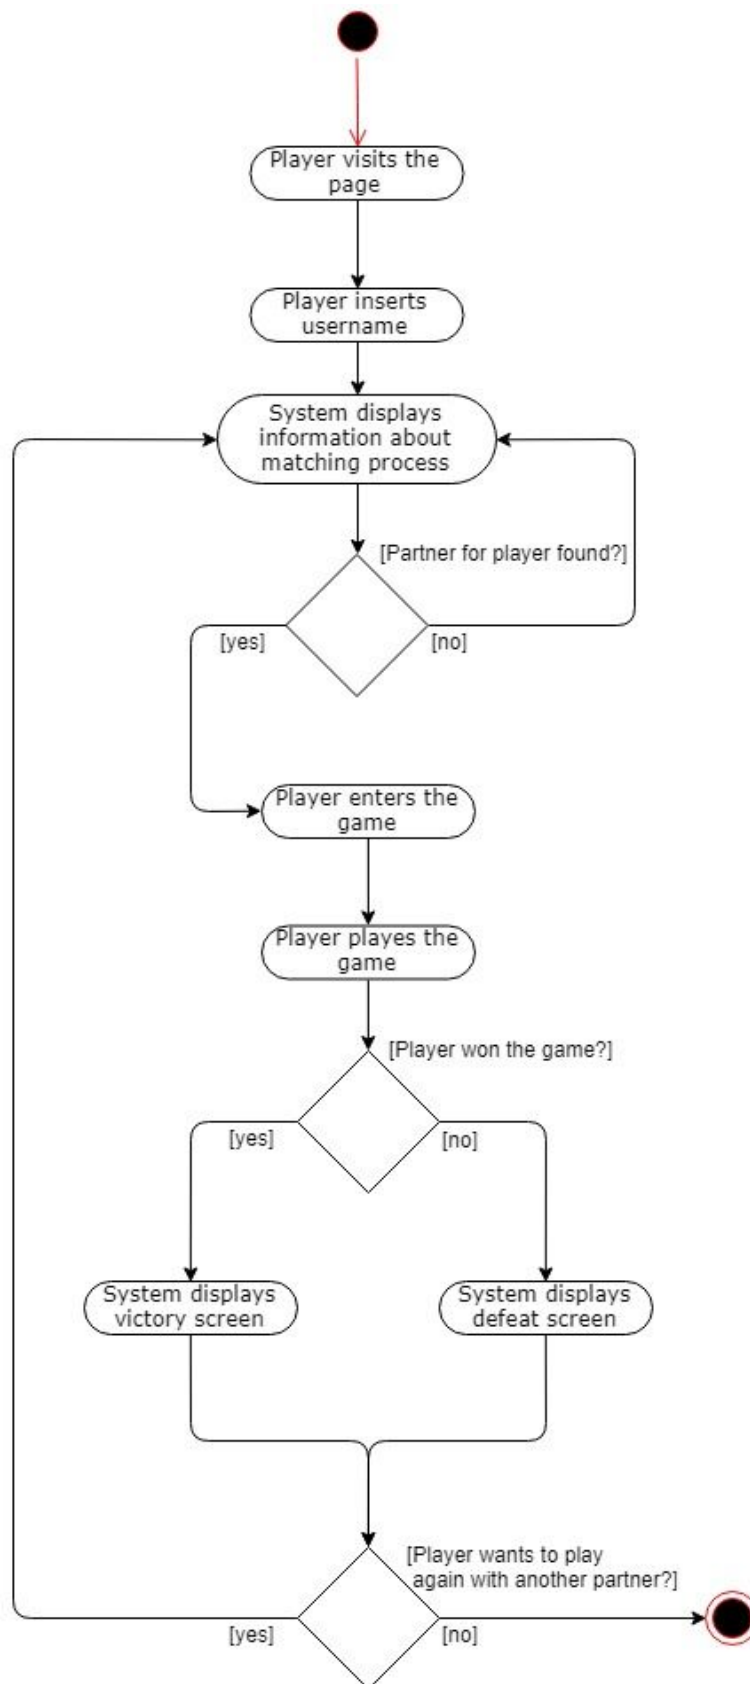 Player visits the
page
Player inserts
username
System displays
information about
matching process
[Partner for player found?]
[yes]
[no]
Player enters the
game
Player playes the
game
[Player won the game?]
[yes]
[no]
System displays
victory screen
System displays
defeat screen
[Player wants to play
again with another partner?]
[yes]
[no]